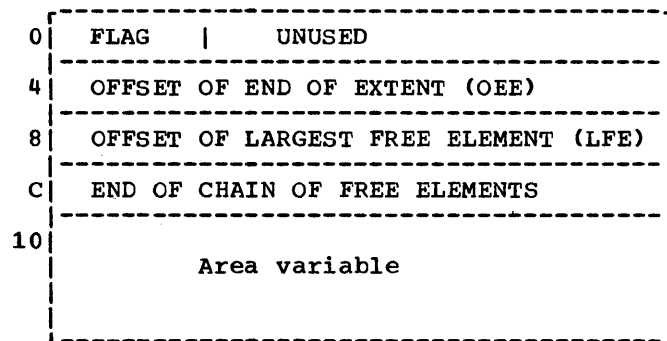 0 FLAG | UNUSED
4 OFFSET OF END OF EXTENT (OEE)
8 OFFSET OF LARGEST FREE ELEMENT (LFE)
C END OF CHAIN OF FREE ELEMENTS
10
Area variable